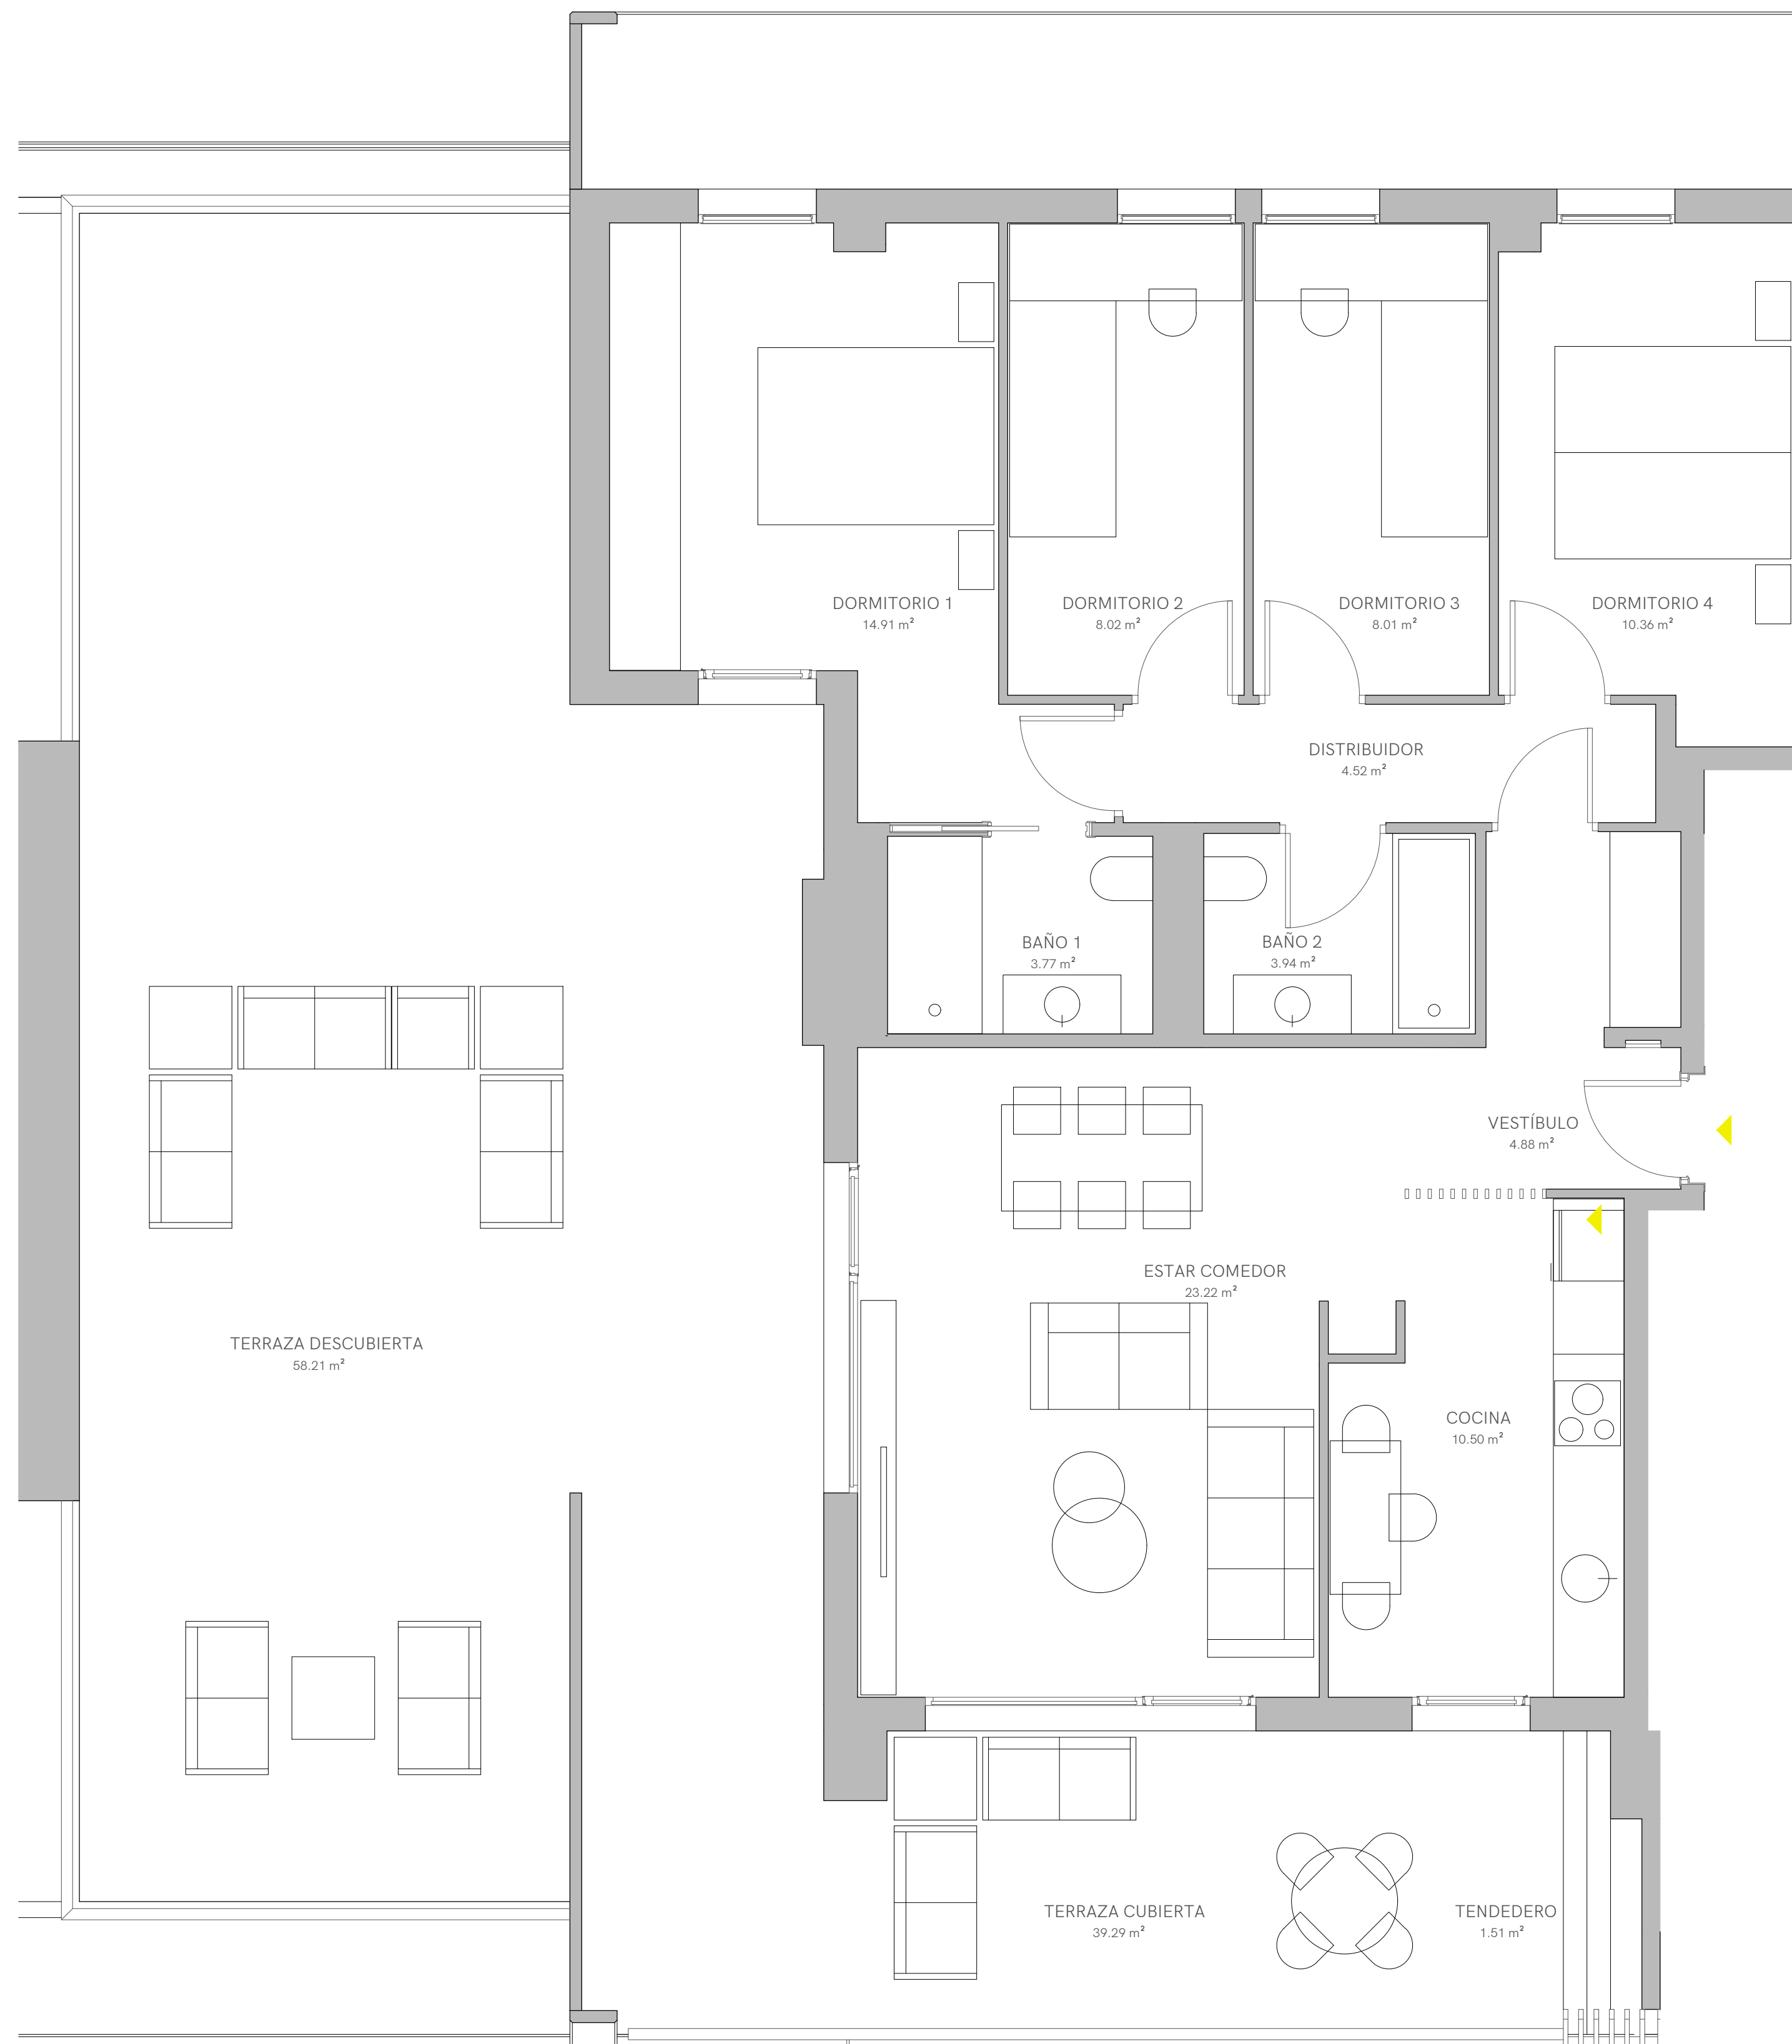 DORMITORIO 1
14.91 m²
DORMITORIO 2
8.02 m²
DORMITORIO 3
8.01 m²
DORMITORIO 4
10.36 m²
DISTRIBUIDOR
4.52 m²
BAÑO 1
3.77 m²
BAÑO 2
3.94 m²
VESTÍBULO
4.88 m²
ESTAR COMEDOR
23.22 m²
TERRAZA DESCUBIERTA
58.21 m²
COCINA
10.50 m²
TERRAZA CUBIERTA
39.29 m²
TENDEDERO
1.51 m²